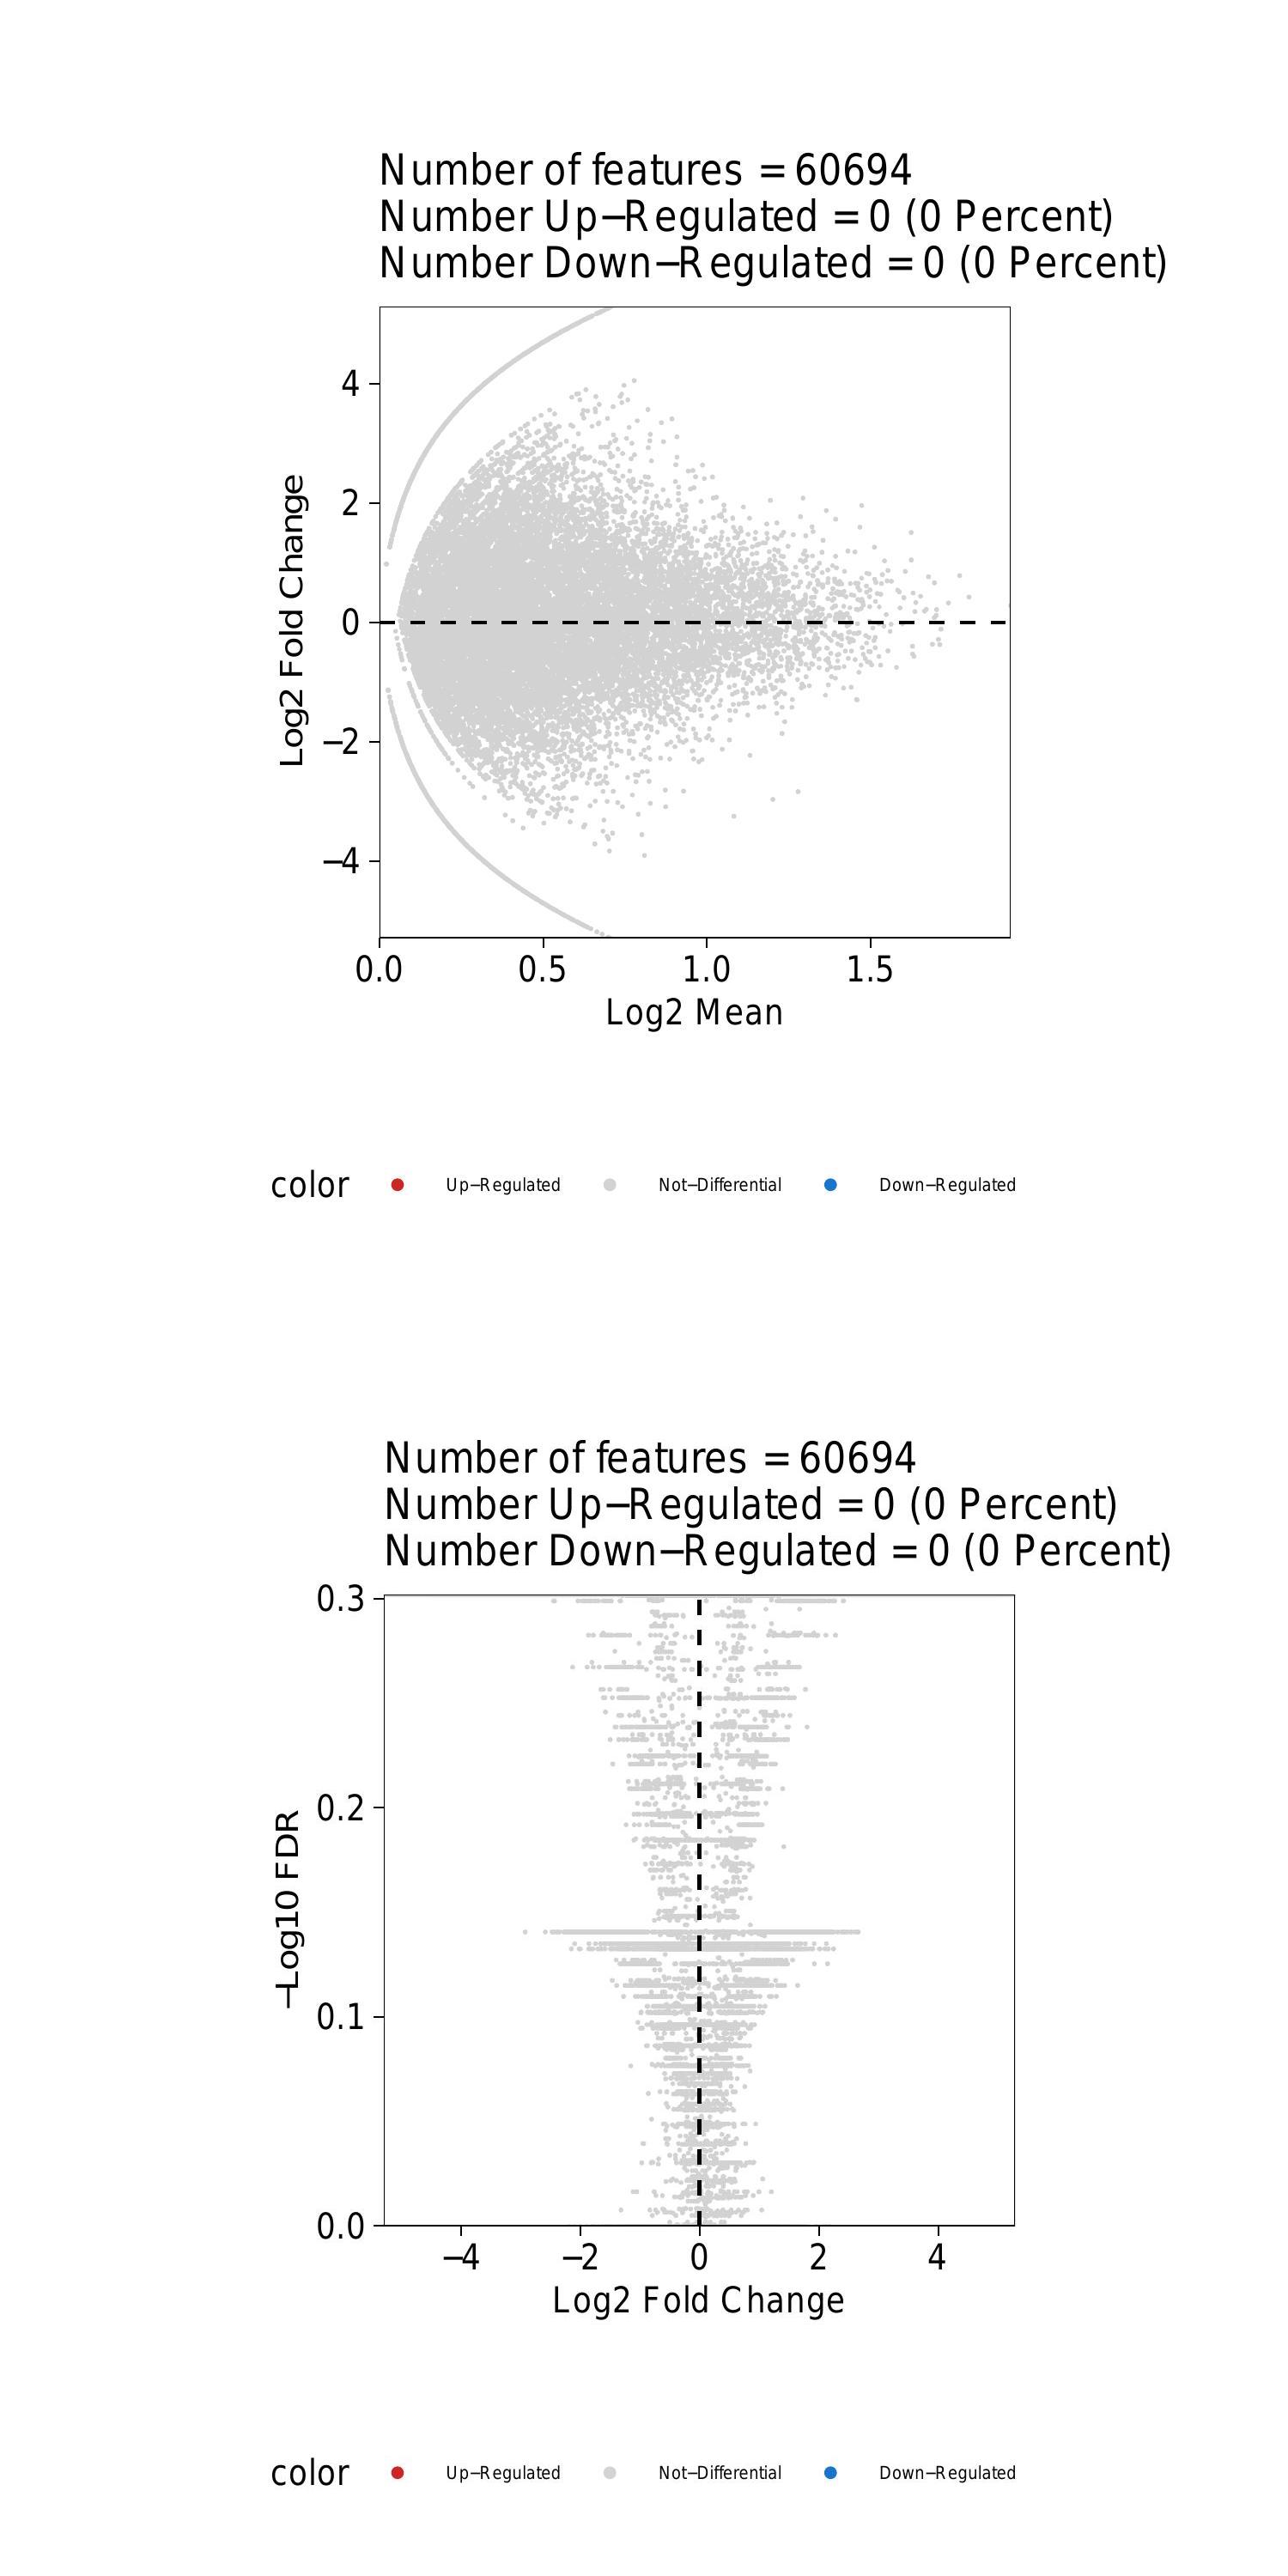 Number of features = 60694
Number Up−Regulated = 0 (0 Percent)
Number Down−Regulated = 0 (0 Percent)
Log2 Fold Change
4
2
0
−2
−4
0.0 0.5 1.0 1.5
Log2 Mean
color Up−Regulated Not−Differential Down−Regulated
Number of features = 60694
Number Up−Regulated = 0 (0 Percent)
Number Down−Regulated = 0 (0 Percent)
−Log10 FDR
0.3
0.2
0.1
0.0
−4 −2 0 2 4
Log2 Fold Change
color Up−Regulated Not−Differential Down−Regulated